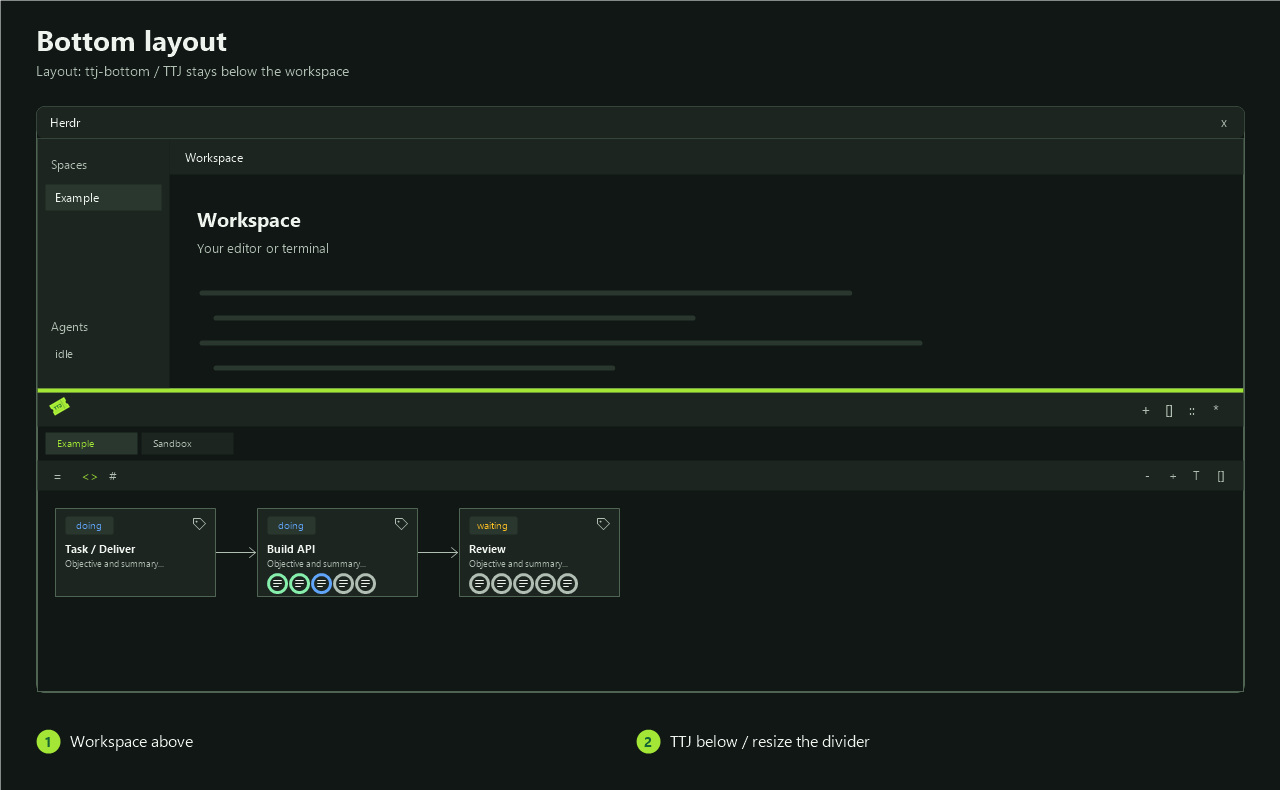 Bottom layout
Layout: ttj-bottom / TTJ stays below the workspace
Herdr x
Spaces
Workspace
Example
Workspace
Your editor or terminal
Agents
idle
+ [] :: *
Example Sandbox
= <> # - + T []
doing
Task / Deliver
Objective and summary...
doing
Build API
Objective and summary...
waiting
Review
Objective and summary...
1 Workspace above
2 TTJ below / resize the divider